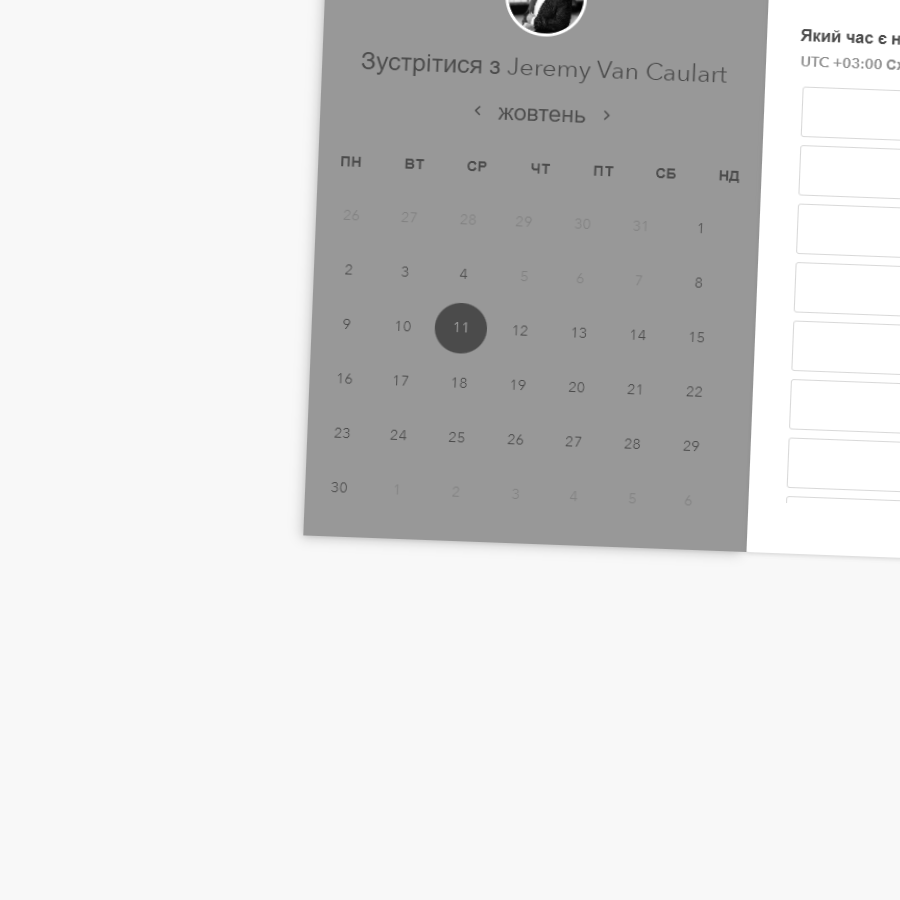 Зустрітися з Jeremy Van Caulart
жовтень
ПН ВТ СР ЧТ ПТ СБ НД
26 27 28 29 30 31 1
2 3 4 5 6 7 8
9 10 11 12 13 14 15
16 17 18 19 20 21 22
23 24 25 26 27 28 29
30 1 2 3 4 5 6
Який час є
UTC +03:00